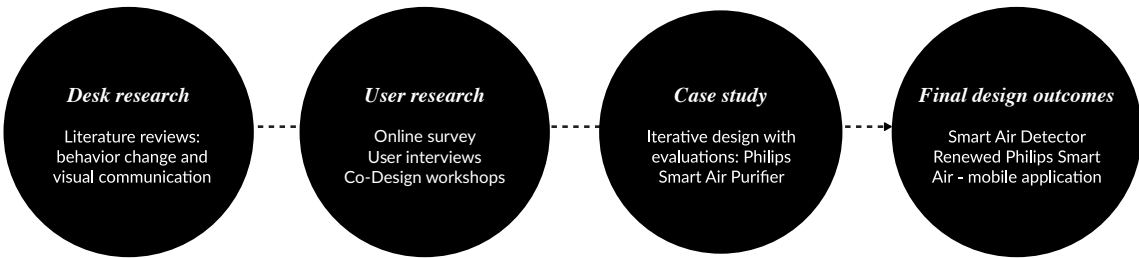 Desk research
Literature reviews:
behavior change and
visual communication
User research
Online survey
User interviews
Co-Design workshops
Case study
Iterative design with
evaluations: Philips
Smart Air Purifier
Final design outcomes
Smart Air Detector
Renewed Philips Smart
Air - mobile application